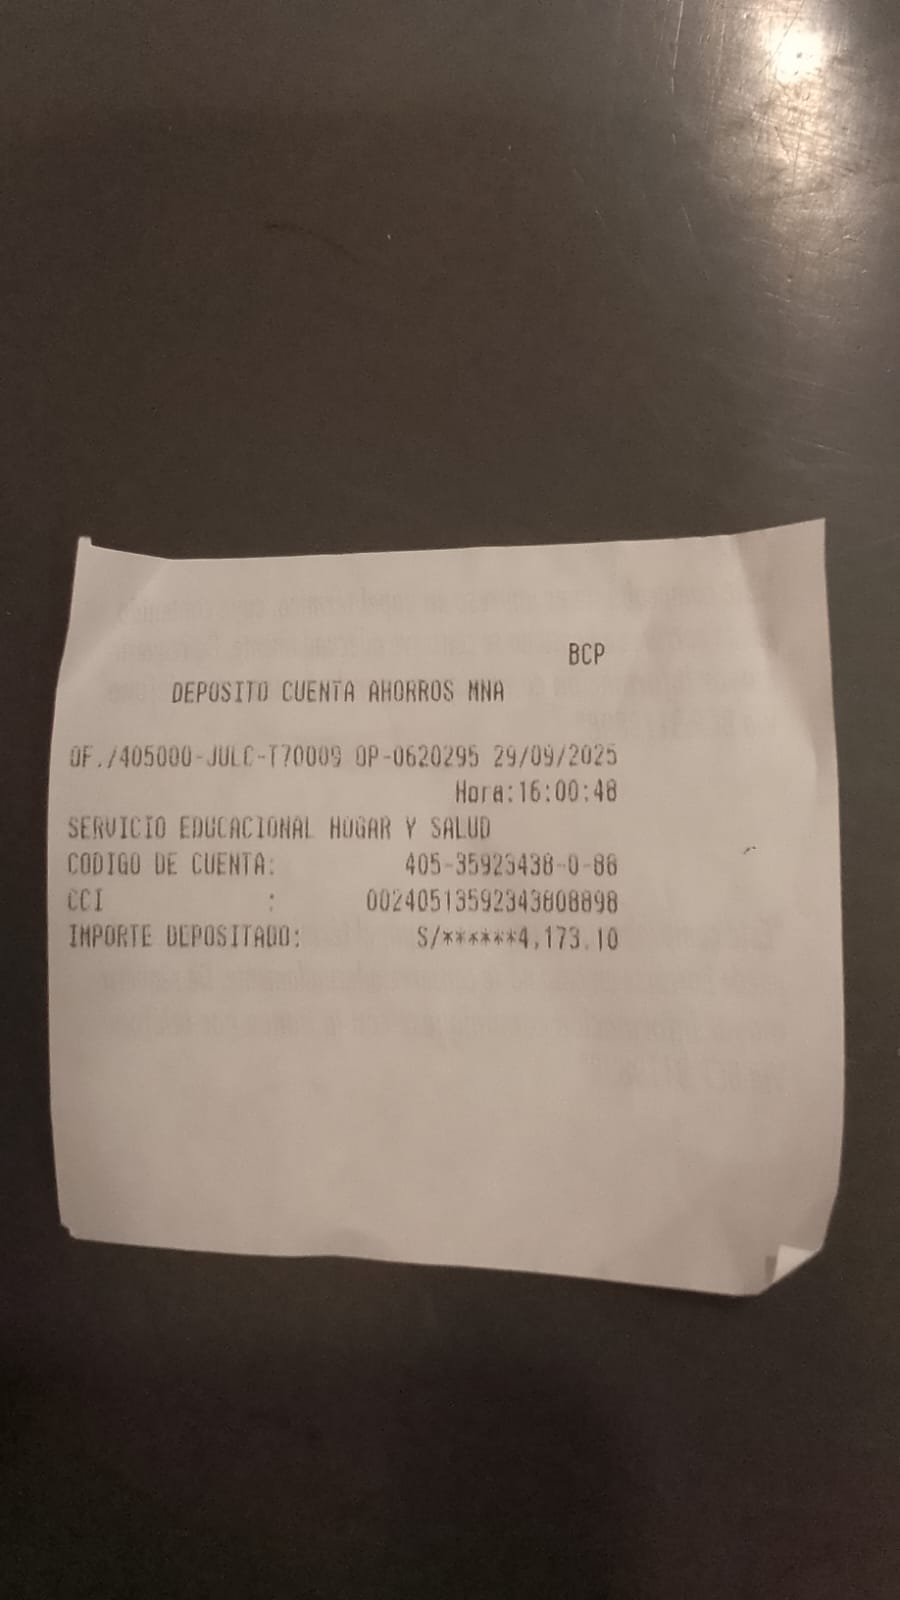 BCP
DEPOSITO CUENTA AHORROS MNA
OF./405000-JULC-T70009 OP-0620295 29/09/2025
Hora:16:00:48
SERVICIO EDUCACIONAL HOGAR Y SALUD
CODIGO DE CUENTA: 405-35923438-0-88
CCI : 00240513592343808898
IMPORTE DEPOSITADO: S/******4,173.10